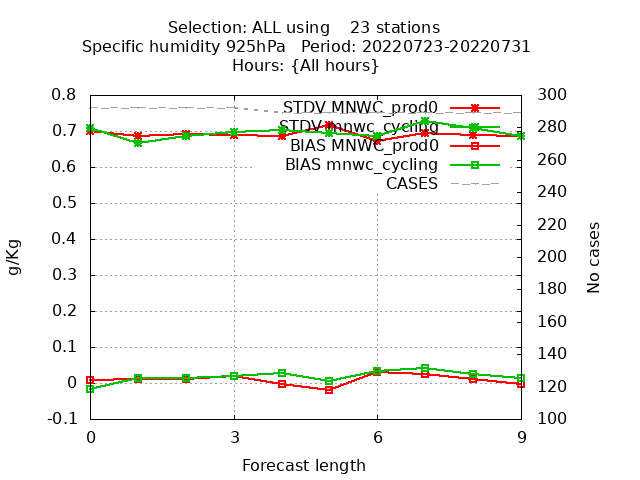 Selection: ALL using 23 stations
Specific humidity 925hPa Period: 20220723-20220731
Hours: {All hours}
0.8 300
STDV MNWC_prod0
0.7 280
STDV mnwc_cycling
BIAS MNWC_prod0
0.6 260
BIAS mnwc_cycling
CASES
0.5 240
0.4 220
0.3 200
0.2 180
0.1 160
0 140
-0.1 120
100
g/Kg
No cases
0 3 6 9
Forecast length